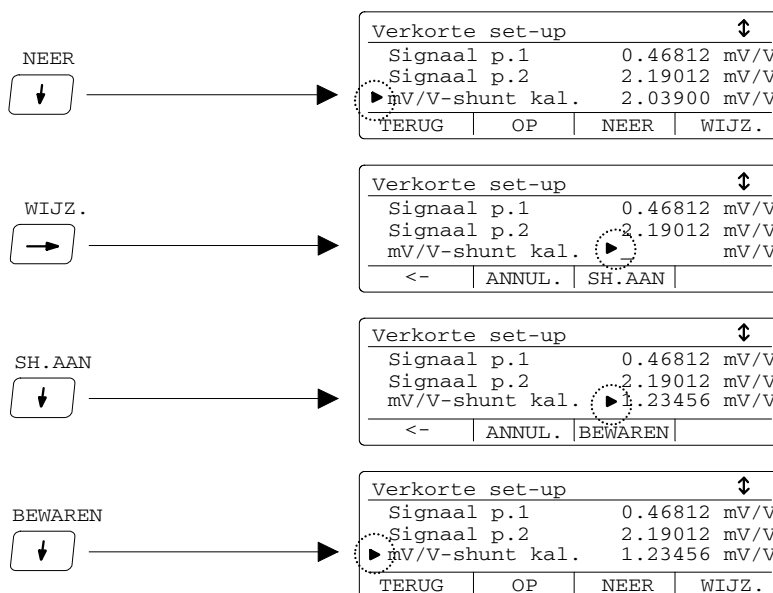 NEER
Verkorte set-up ↕
Signaal p.1 0.46812 mV/V
Signaal p.2 2.19012 mV/V
mV/V-shunt kal. 2.03900 mV/V
TERUG OP NEER WIJZ.
WIJZ.
Verkorte set-up ↕
Signaal p.1 0.46812 mV/V
Signaal p.2 2.19012 mV/V
mV/V-shunt kal. _ mV/V
<- ANNUL. SH.AAN
SH.AAN
Verkorte set-up ↕
Signaal p.1 0.46812 mV/V
Signaal p.2 2.19012 mV/V
mV/V-shunt kal. 1.23456 mV/V
<- ANNUL. BEWAREN
BEWAREN
Verkorte set-up ↕
Signaal p.1 0.46812 mV/V
Signaal p.2 2.19012 mV/V
mV/V-shunt kal. 1.23456 mV/V
TERUG OP NEER WIJZ.